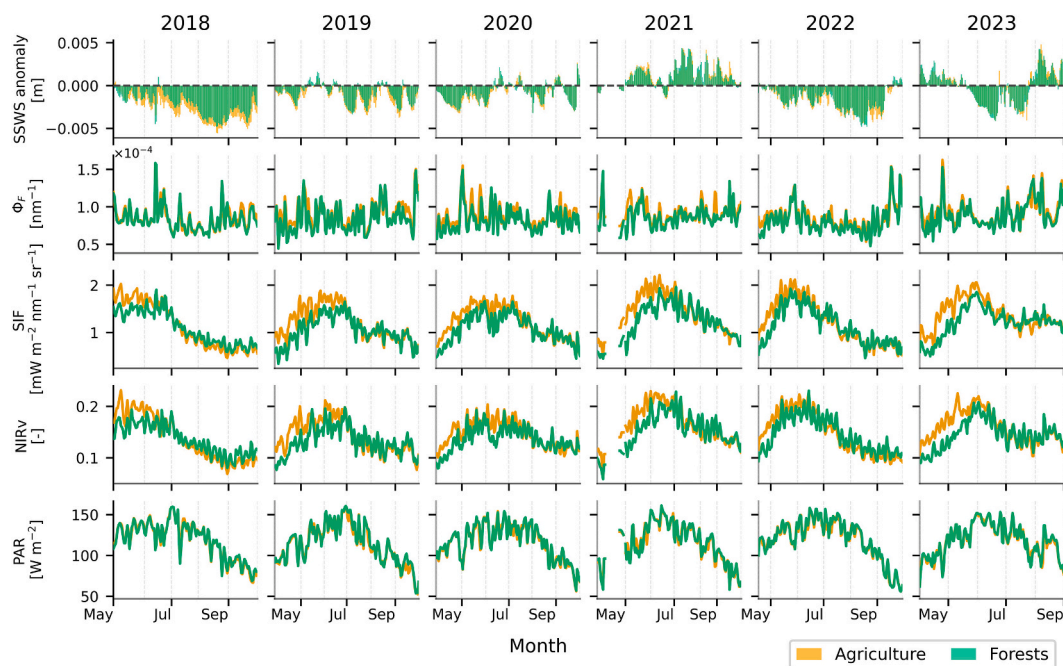 2018 2019 2020 2021 2022 2023
SSWS anomaly
[m]
0.005
0.000
−0.005
×10⁻⁴
Φ_F
[nm⁻¹]
1.5
1.0
0.5
SIF
[mW m⁻² nm⁻¹ sr⁻¹]
2
1
NIRv
[-]
0.2
0.1
PAR
[W m⁻²]
150
100
50
May Jul Sep May Jul Sep May Jul Sep May Jul Sep May Jul Sep May Jul Sep
Month
Agriculture Forests